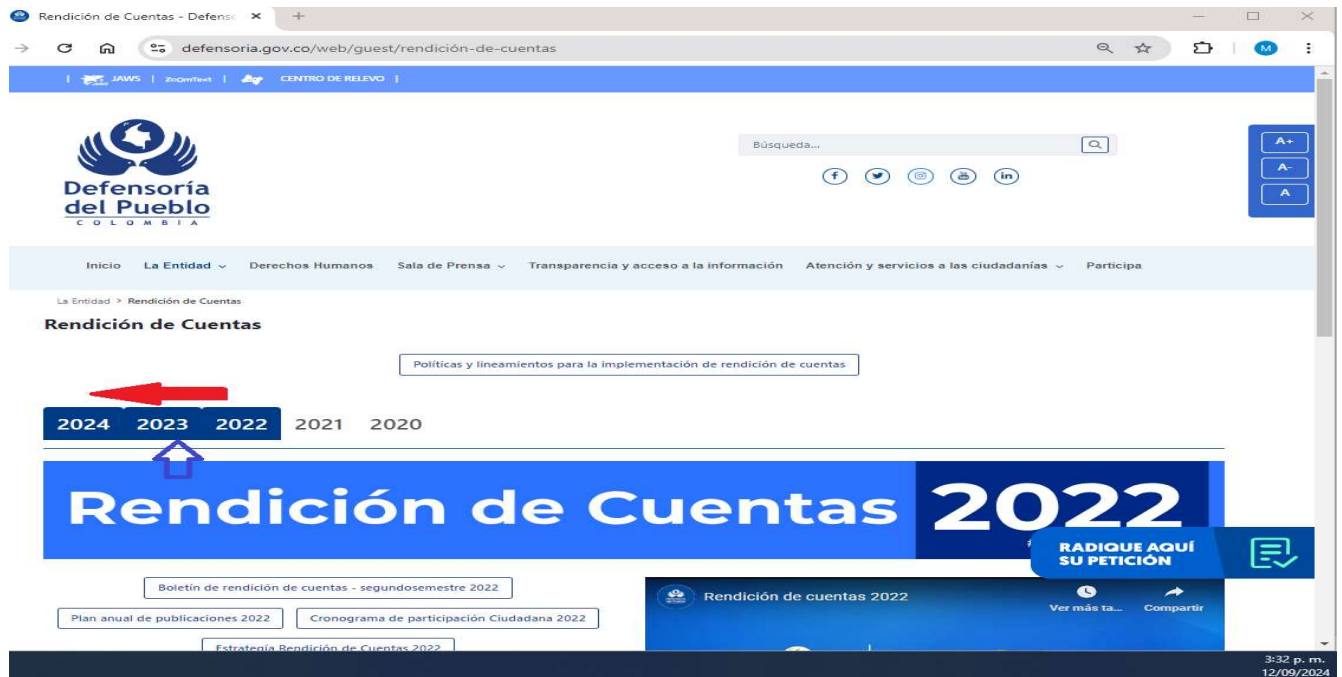 Rendición de Cuentas - Defenso
defensoria.gov.co/web/guest/rendición-de-cuentas
M
| JAWS | ZoomText | CENTRO DE RELEVO |
Búsqueda...
A+
A-
A
Defensoría
del Pueblo
COLOMBIA
Inicio La Entidad Derechos Humanos Sala de Prensa Transparencia y acceso a la información Atención y servicios a las ciudadanías Participa
La Entidad > Rendición de Cuentas
Rendición de Cuentas
Políticas y lineamientos para la implementación de rendición de cuentas
2024 2023 2022 2021 2020
Rendición de Cuentas 2022
RADIQUE AQUÍ
SU PETICIÓN
Boletín de rendición de cuentas - segundosemestre 2022
Plan anual de publicaciones 2022 Cronograma de participación Ciudadana 2022
Estrategía Rendición de Cuentas 2022
Rendición de cuentas 2022
Ver más ta... Compartir
3:32 p. m.
12/09/2024